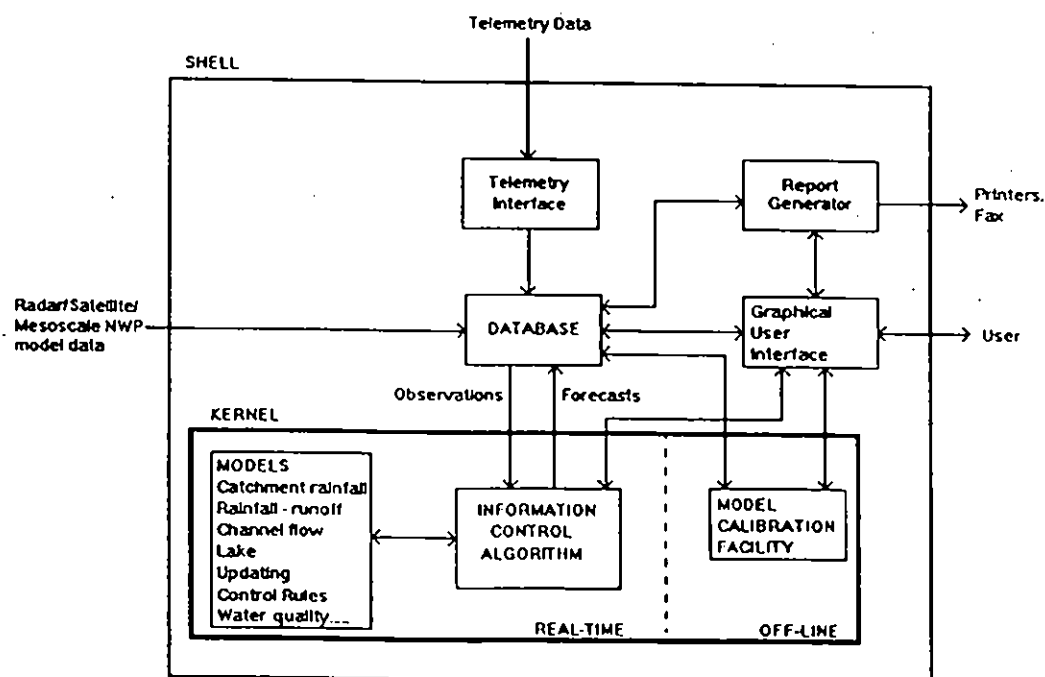 Telemetry Data
SHELL
Telemetry
Interface
Report
Generator
Printers,
Fax
Radar/Satellite/
Mesoscale NWP
model data
DATABASE
Graphical
User
Interface
User
Observations
Forecasts
KERNEL
MODELS
Catchment rainfall
Rainfall - runoff
Channel flow
Lake
Updating
Control Rules
Water quality....
INFORMATION
CONTROL
ALGORITHM
MODEL
CALIBRATION
FACILITY
REAL-TIME
OFF-LINE